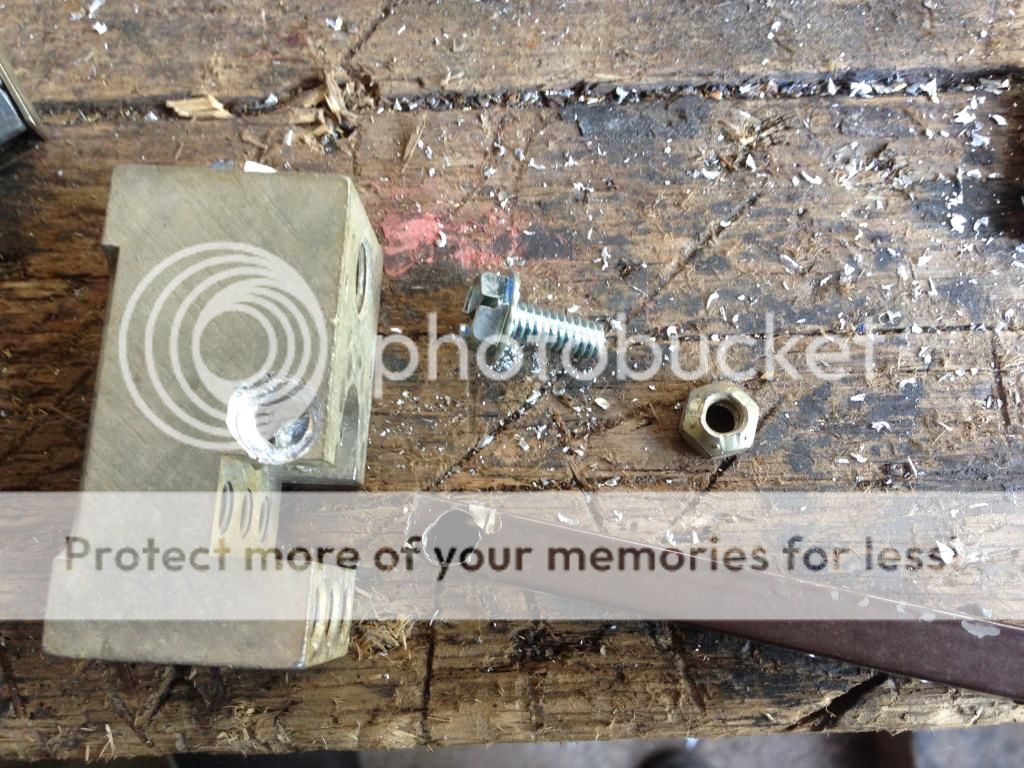 photobucket
Protect more of your memories for less!